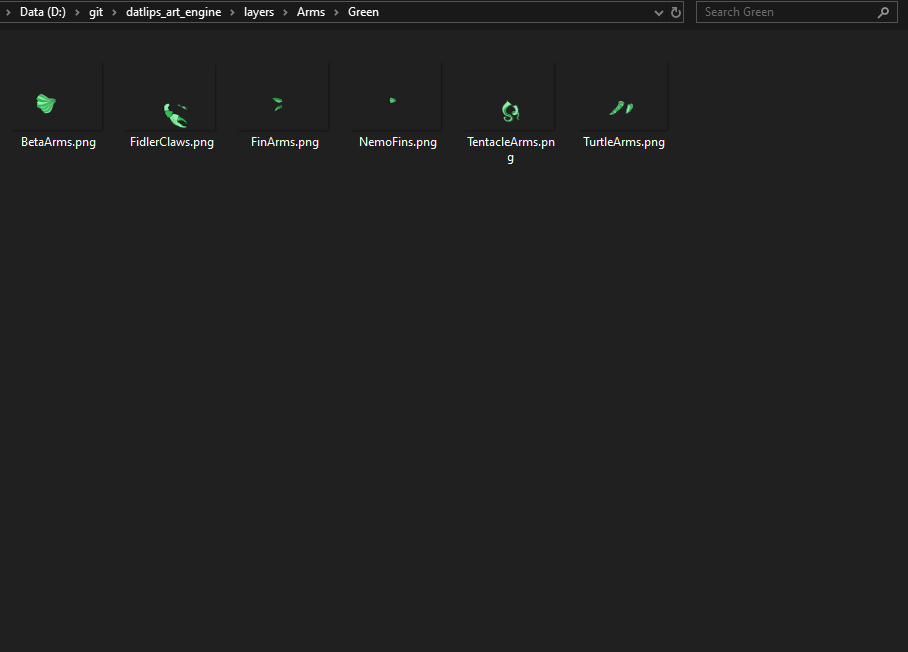 Data (D:) > git > datlips_art_engine > layers > Arms > Green
Search Green
BetaArms.png
FidlerClaws.png
FinArms.png
NemoFins.png
TentacleArms.pn
g
TurtleArms.png